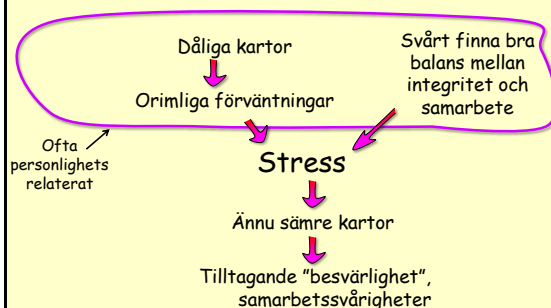 Dåliga kartor
Orimliga förväntningar
Svårt finna bra
balans mellan
integritet och
samarbete
Ofta
personlighets
relaterat
Stress
Ännu sämre kartor
Tilltagande "besvärlighet",
samarbetssvårigheter